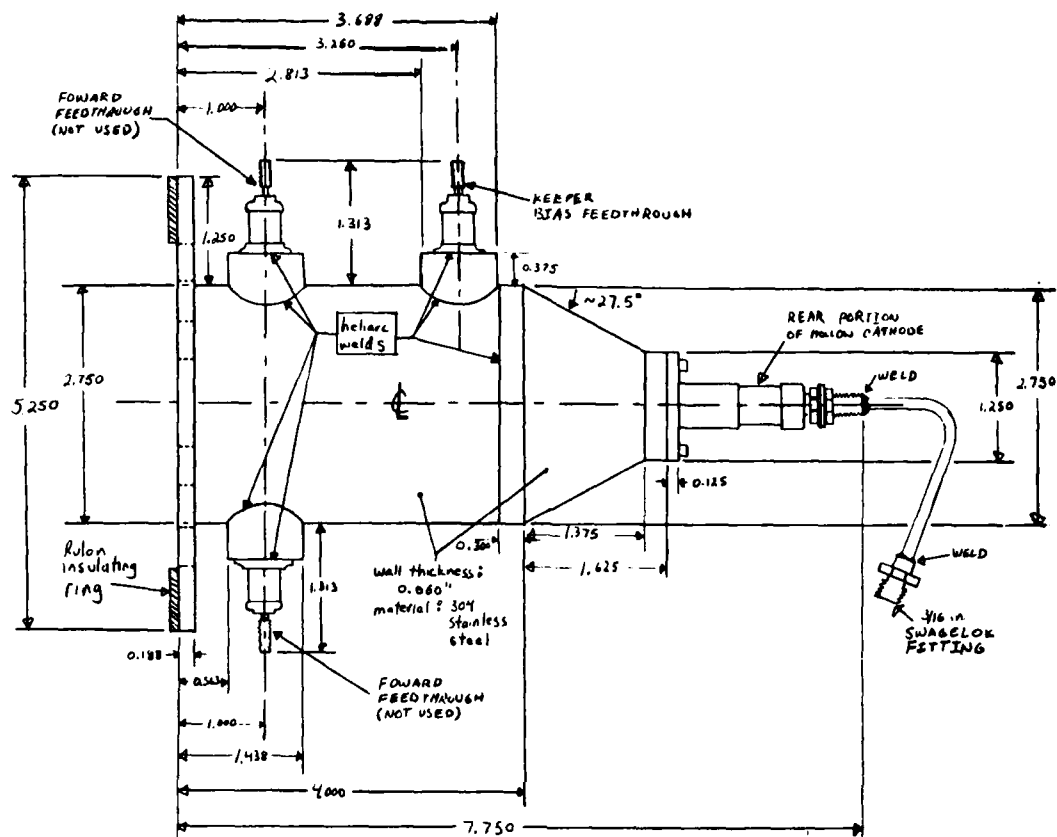 3.688
3.260
2.813
1.000
FOWARD
FEEDTHROUGH
(NOT USED)
KEEPER
BIAS FEEDTHROUGH
1.313
1.250
0.375
~27.5°
heliarc
welds
REAR PORTION
OF HOLLOW CATHODE
WELD
2.750
5.250
2.750
1.250
0.125
Rulon
insulating
ring
1.313
1.375
1.625
wall thickness:
0.060"
material: 304
stainless
steel
WELD
3/16 in
SWAGELOK
FITTING
0.188
FOWARD
FEEDTHROUGH
(NOT USED)
1.000
1.438
4.000
7.750